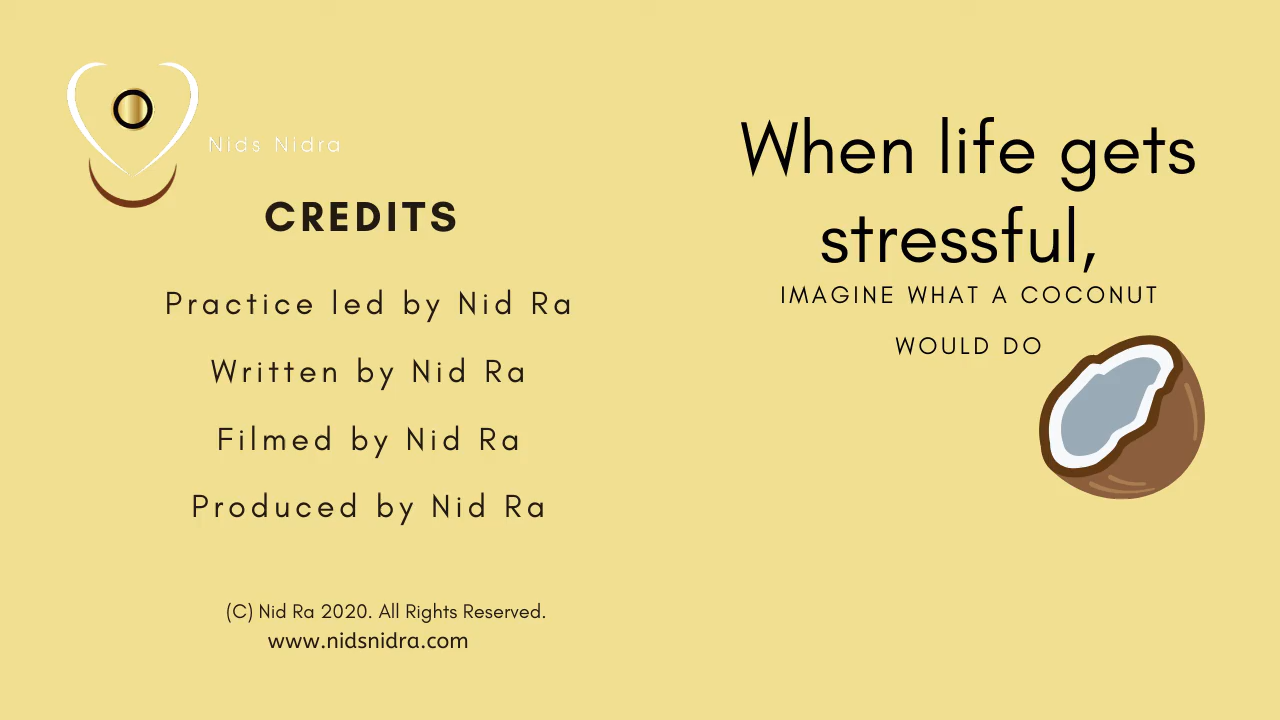 Nids Nidra
CREDITS
Practice led by Nid Ra
Written by Nid Ra
Filmed by Nid Ra
Produced by Nid Ra
(C) Nid Ra 2020. All Rights Reserved.
www.nidsnidra.com
When life gets
stressful,
IMAGINE WHAT A COCONUT
WOULD DO